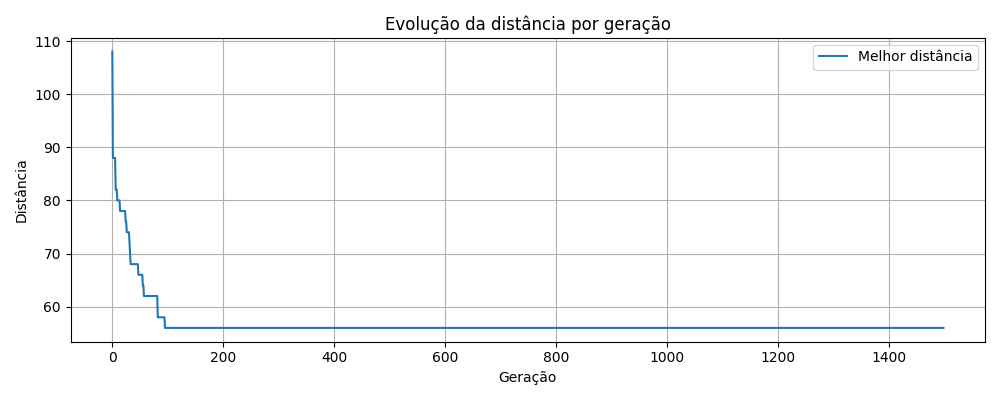 Evolução da distância por geração
Melhor distância
Distância
110
100
90
80
70
60
0 200 400 600 800 1000 1200 1400
Geração